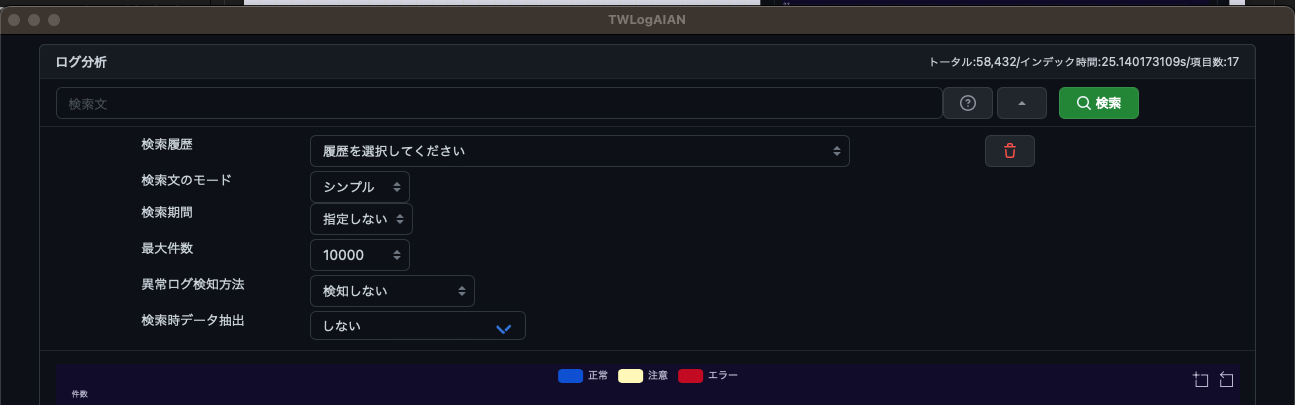 TWLogAIAN
ログ分析
トータル:58,432/インデック時間:25.140173109s/項目数:17
検索文
検索
検索履歴 履歴を選択してください
検索文のモード シンプル
検索期間 指定しない
最大件数 10000
異常ログ検知方法 検知しない
検索時データ抽出 しない
正常 注意 エラー
件数